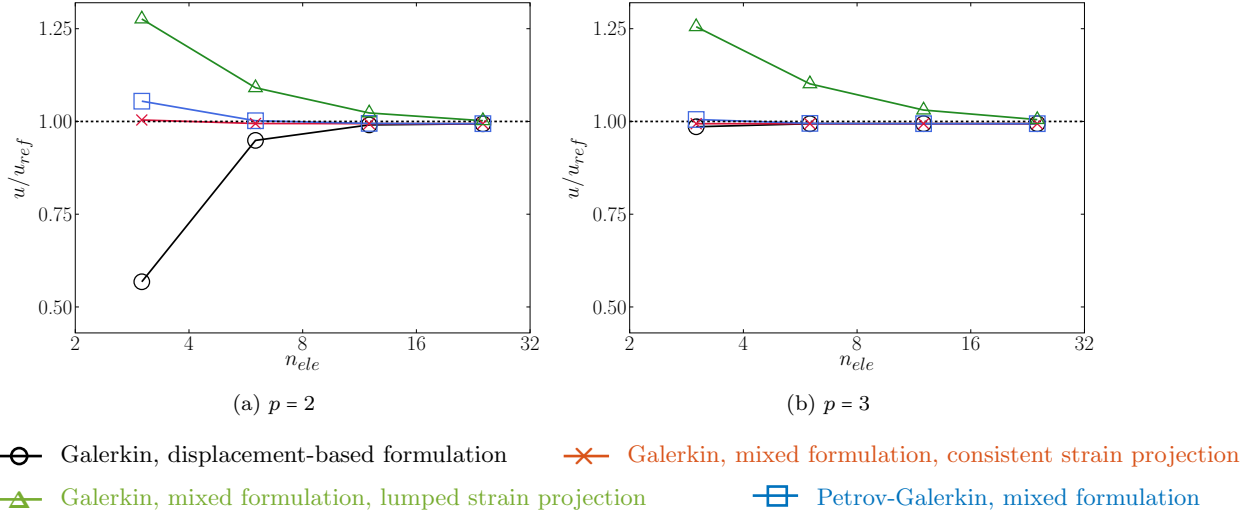 1.25
1.00
0.75
0.50
u/u_ref
2 4 8 16 32
n_ele
(a) p = 2
1.25
1.00
0.75
0.50
u/u_ref
2 4 8 16 32
n_ele
(b) p = 3
Galerkin, displacement-based formulation
Galerkin, mixed formulation, consistent strain projection
Galerkin, mixed formulation, lumped strain projection
Petrov-Galerkin, mixed formulation